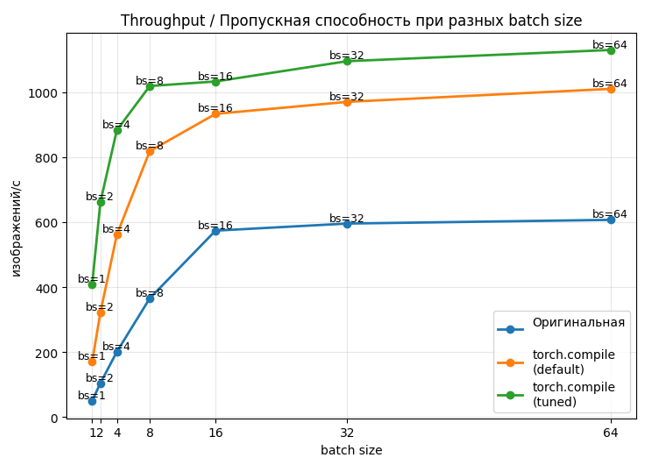 Throughput / Пропускная способность при разных batch size
изображений/с
1000
800
600
400
200
0
bs=1
bs=2
bs=4
bs=8
bs=16
bs=32
bs=64
bs=1
bs=2
bs=4
bs=8
bs=16
bs=32
bs=64
bs=1
bs=2
bs=4
bs=8
bs=16
bs=32
bs=64
Оригинальная
torch.compile
(default)
torch.compile
(tuned)
1 2 4 8 16 32 64
batch size